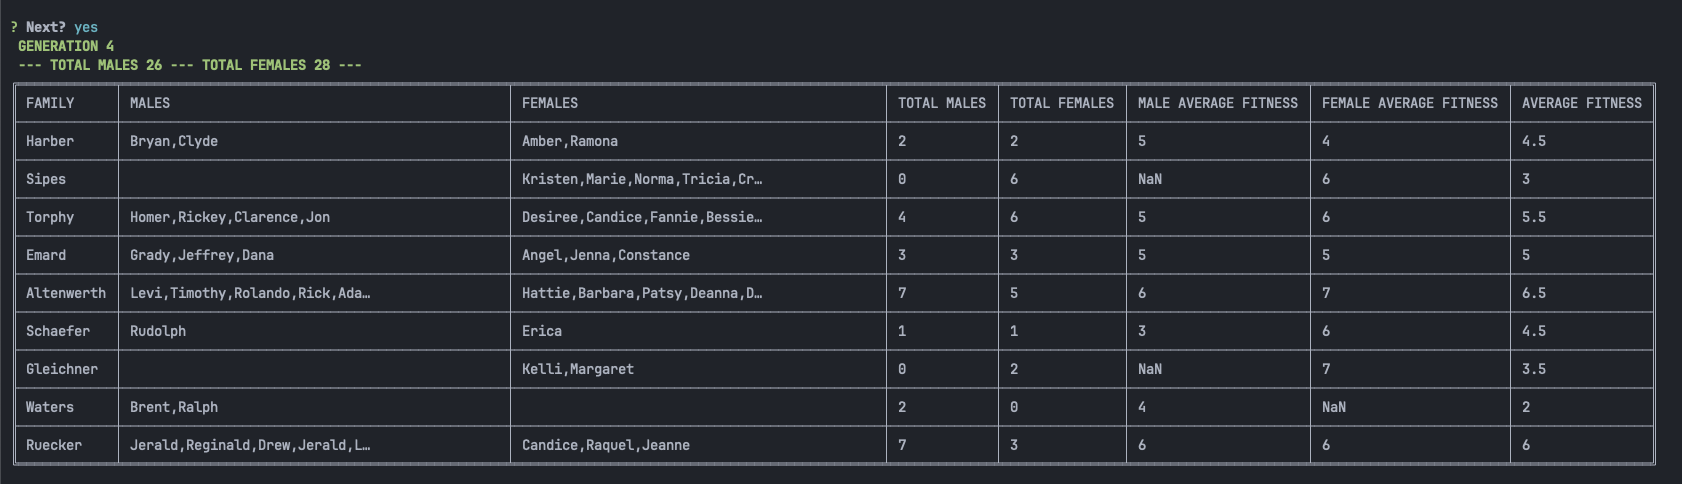 ? Next? yes
GENERATION 4
--- TOTAL MALES 26 --- TOTAL FEMALES 28 ---
FAMILY MALES FEMALES TOTAL MALES TOTAL FEMALES MALE AVERAGE FITNESS FEMALE AVERAGE FITNESS AVERAGE FITNESS
Harber Bryan,Clyde Amber,Ramona 2 2 5 4 4.5
Sipes Kristen,Marie,Norma,Tricia,Cr… 0 6 NaN 6 3
Torphy Homer,Rickey,Clarence,Jon Desiree,Candice,Fannie,Bessie… 4 6 5 6 5.5
Emard Grady,Jeffrey,Dana Angel,Jenna,Constance 3 3 5 5 5
Altenwerth Levi,Timothy,Rolando,Rick,Ada… Hattie,Barbara,Patsy,Deanna,D… 7 5 6 7 6.5
Schaefer Rudolph Erica 1 1 3 6 4.5
Gleichner Kelli,Margaret 0 2 NaN 7 3.5
Waters Brent,Ralph 2 0 4 NaN 2
Ruecker Jerald,Reginald,Drew,Jerald,L… Candice,Raquel,Jeanne 7 3 6 6 6